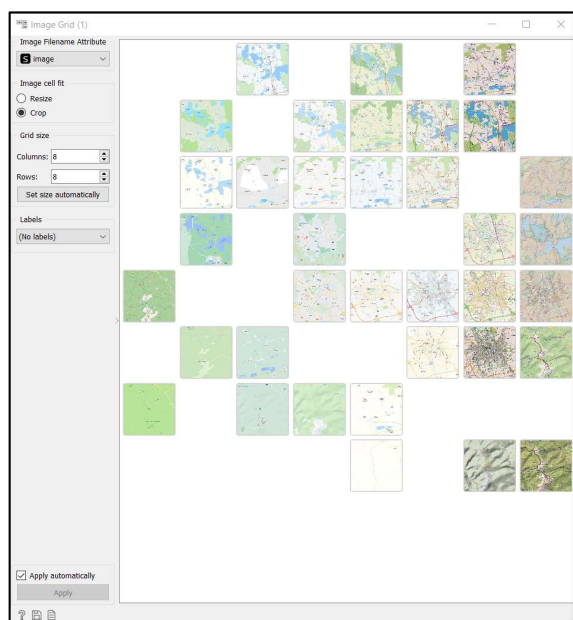 Image Grid (1)
Image Filename Attribute
S image
Image cell fit
Resize
Crop
Grid size
Columns: 8
Rows: 8
Set size automatically
Labels
(No labels)
Apply automatically
Apply
?